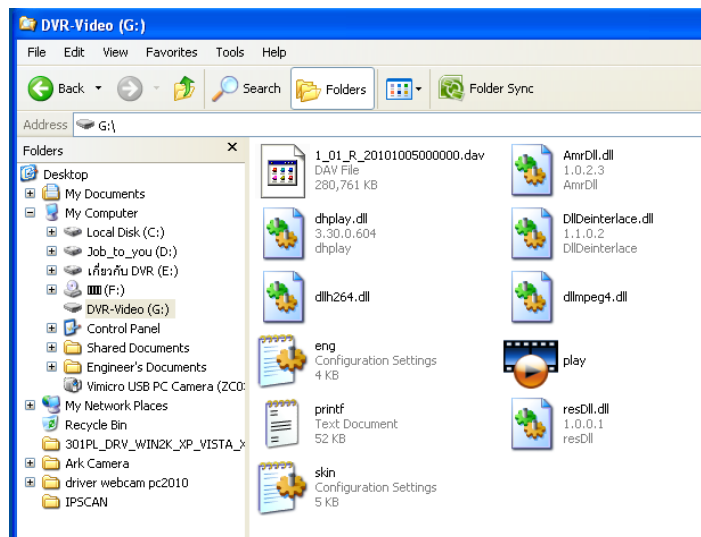 DVR-Video (G:)
File Edit View Favorites Tools Help
Back Search Folders Folder Sync
Address G:\
Folders
Desktop
My Documents
My Computer
Local Disk (C:)
Job_to_you (D:)
เกี่ยวกับ DVR (E:)
(F:)
DVR-Video (G:)
Control Panel
Shared Documents
Engineer's Documents
Vimicro USB PC Camera (ZC0
My Network Places
Recycle Bin
301PL_DRV_WIN2K_XP_VISTA_X
Ark Camera
driver webcam pc2010
IPSCAN
1_01_R_20101005000000.dav
DAV File
280,761 KB
AmrDll.dll
1.0.2.3
AmrDll
dhplay.dll
3.30.0.604
dhplay
DllDeinterlace.dll
1.1.0.2
DllDeinterlace
dllh264.dll
dllmpeg4.dll
eng
Configuration Settings
4 KB
play
printf
Text Document
52 KB
resDll.dll
1.0.0.1
resDll
skin
Configuration Settings
5 KB